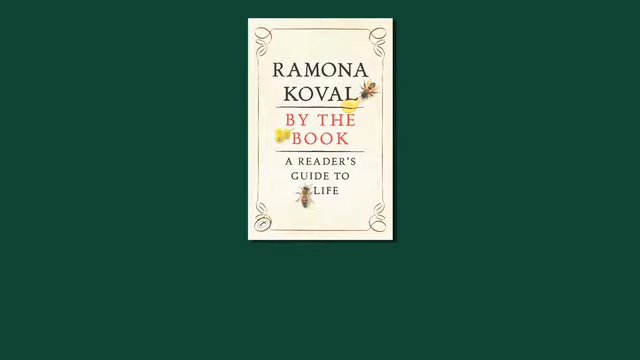 RAMONA
KOVAL
BY THE
BOOK
A READER'S
GUIDE TO
LIFE